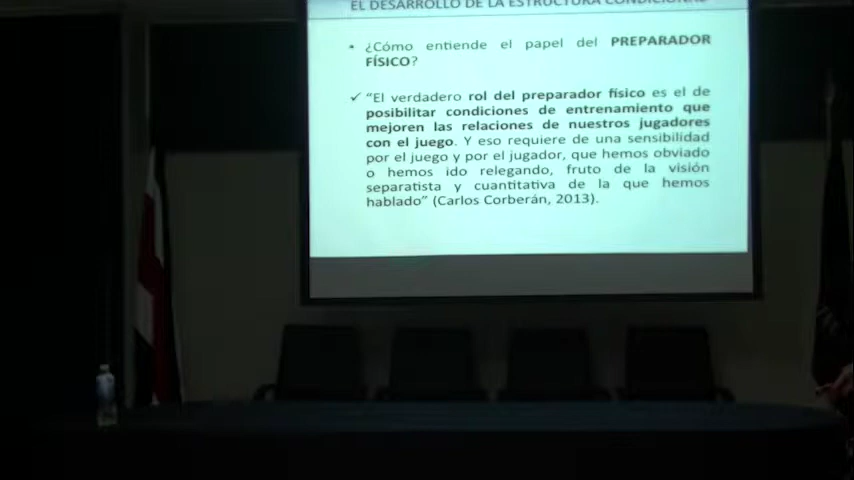 EL DESARROLLO DE LA ESTRUCTURA CONDICIONAL
• ¿Cómo entiende el papel del PREPARADOR
FÍSICO?
✓ “El verdadero rol del preparador físico es el de
posibilitar condiciones de entrenamiento que
mejoren las relaciones de nuestros jugadores
con el juego. Y eso requiere de una sensibilidad
por el juego y por el jugador, que hemos obviado
o hemos ido relegando, fruto de la visión
separatista y cuantitativa de la que hemos
hablado” (Carlos Corberán, 2013).